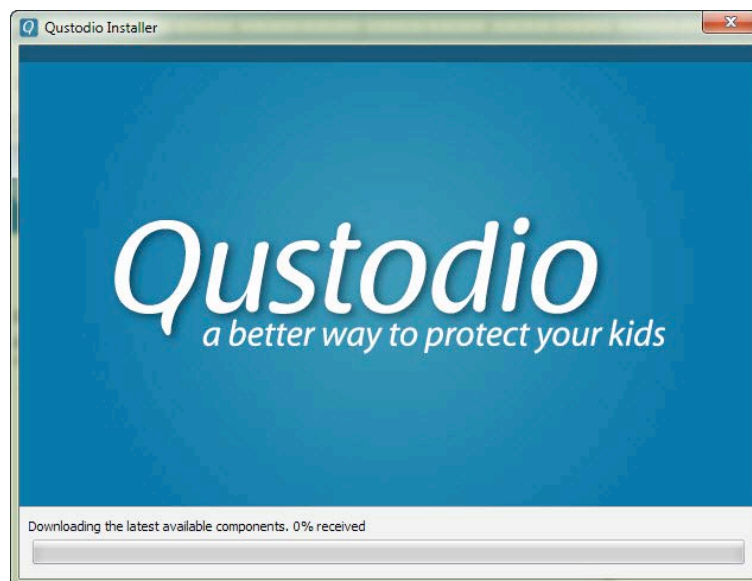 Qustodio Installer
Qustodio
a better way to protect your kids
Downloading the latest available components. 0% received